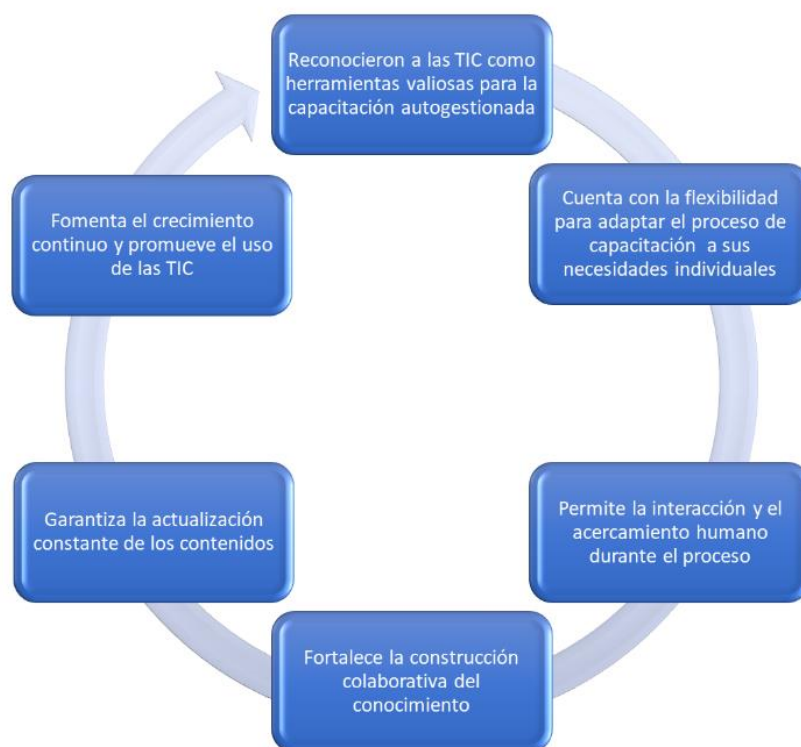 Reconocieron a las TIC como
herramientas valiosas para la
capacitación autogestionada
Cuenta con la flexibilidad
para adaptar el proceso de
capacitación a sus
necesidades individuales
Permite la interacción y el
acercamiento humano
durante el proceso
Fortalece la construcción
colaborativa del
conocimiento
Garantiza la actualización
constante de los contenidos
Fomenta el crecimiento
continuo y promueve el uso
de las TIC